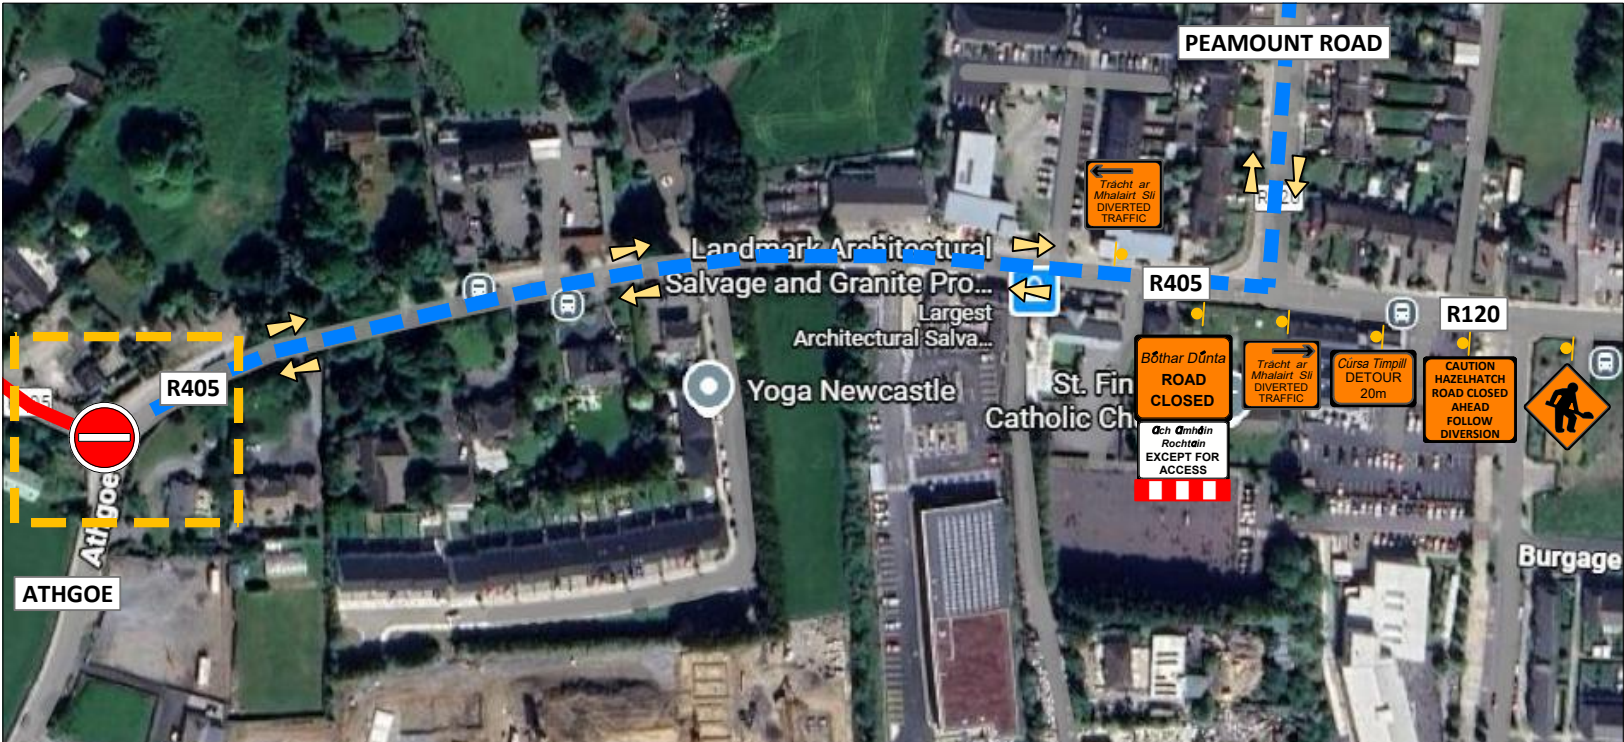 PEAMOUNT ROAD
Trácht ar
Mhalairt Slí
DIVERTED
TRAFFIC
Landmark Architectural
Salvage and Granite Pro...
Largest
Architectural Salva...
R405
R120
R405
Yoga Newcastle
St. Fin
Catholic Ch
Bóthar Dúnta
ROAD
CLOSED
ach amháin
Rochtain
EXCEPT FOR
ACCESS
Trácht ar
Mhalairt Slí
DIVERTED
TRAFFIC
Cúrsa Timpill
DETOUR
20m
CAUTION
HAZELHATCH
ROAD CLOSED
AHEAD
FOLLOW
DIVERSION
Athgoe
ATHGOE
Burgage